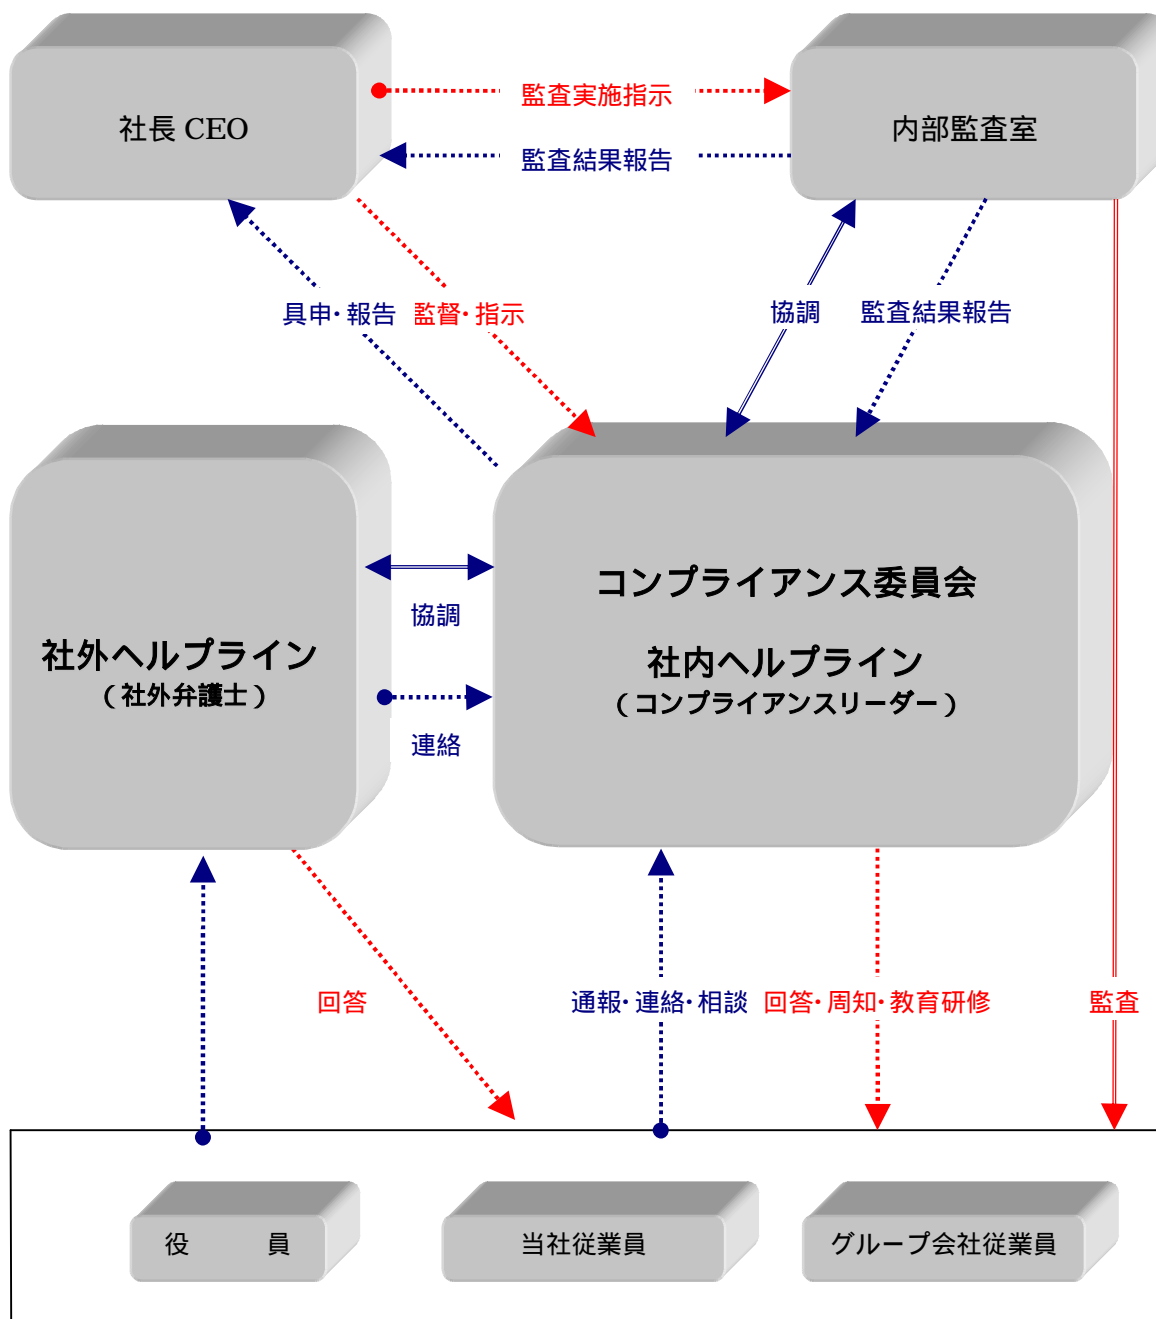 社長 CEO
監査実施指示
内部監査室
監査結果報告
具申・報告
監督・指示
協調
監査結果報告
コンプライアンス委員会
社内ヘルプライン
（コンプライアンスリーダー）
協調
社外ヘルプライン
（社外弁護士）
連絡
回答
通報・連絡・相談
回答・周知・教育研修
監査
役　　　員
当社従業員
グループ会社従業員